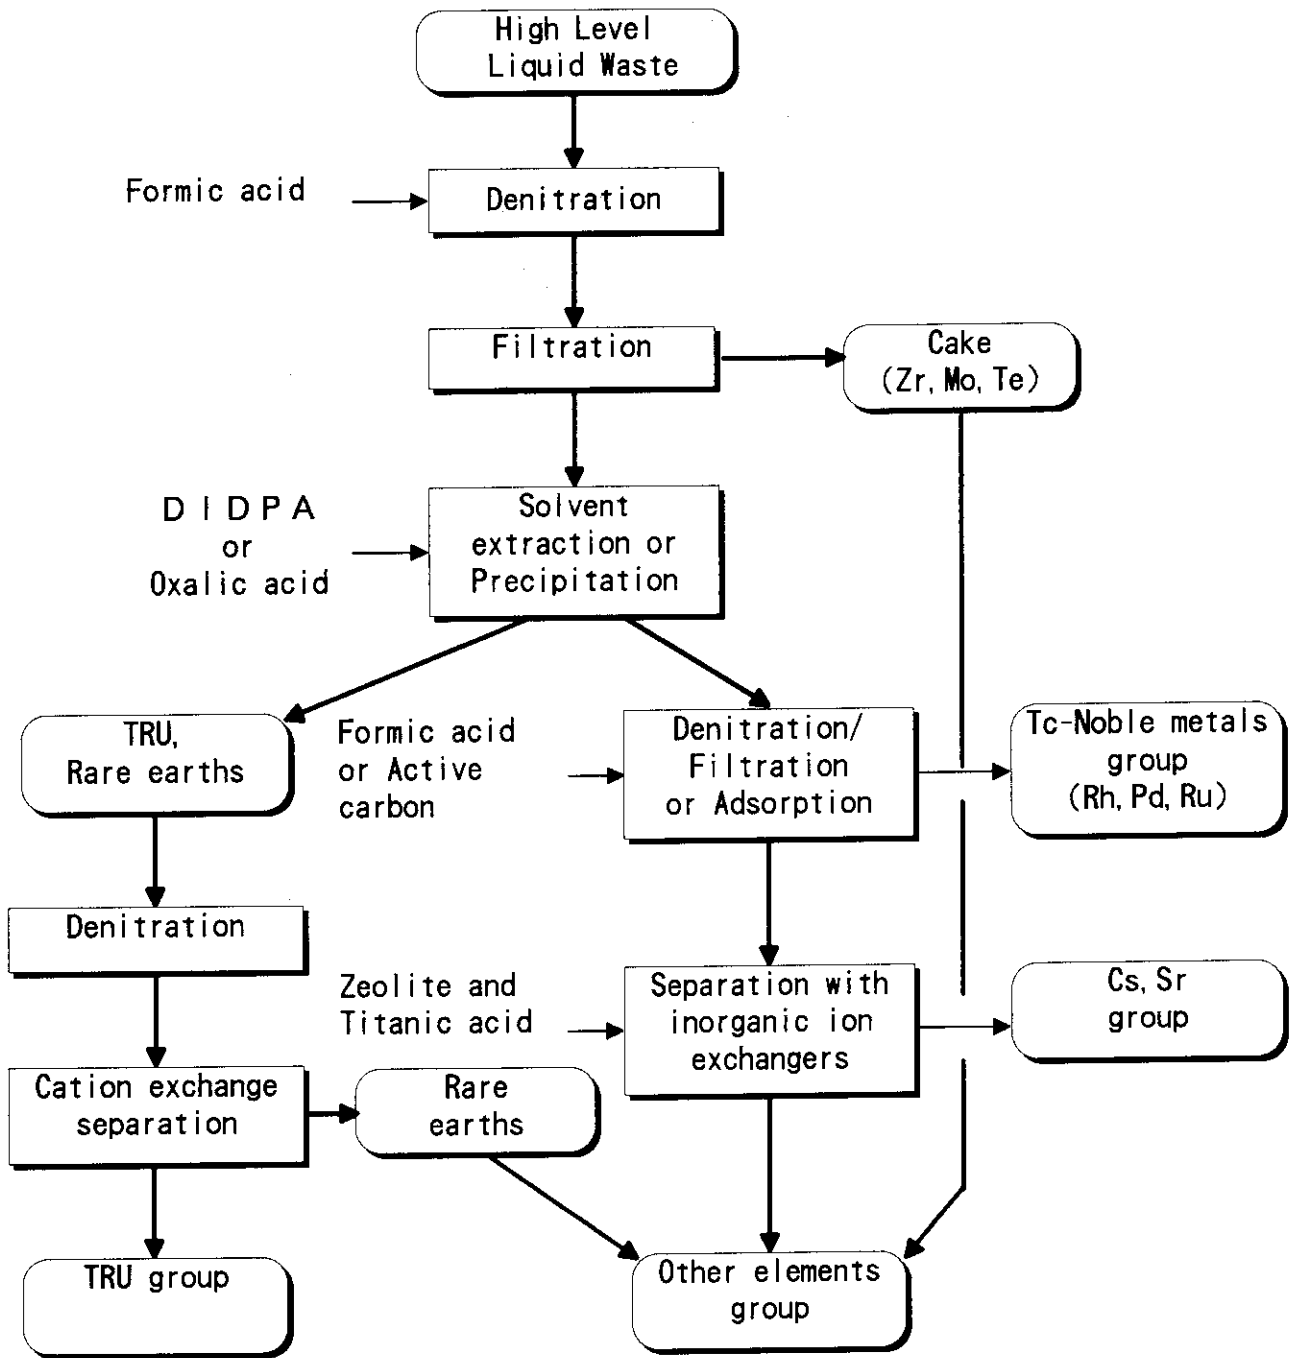 High Level
Liquid Waste
Formic acid
Denitration
Filtration
Cake
(Zr, Mo, Te)
DIDPA
or
Oxalic acid
Solvent
extraction or
Precipitation
TRU,
Rare earths
Formic acid
or Active
carbon
Denitration/
Filtration
or Adsorption
Tc-Noble metals
group
(Rh, Pd, Ru)
Denitration
Zeolite and
Titanic acid
Separation with
inorganic ion
exchangers
Cs, Sr
group
Cation exchange
separation
Rare
earths
TRU group
Other elements
group